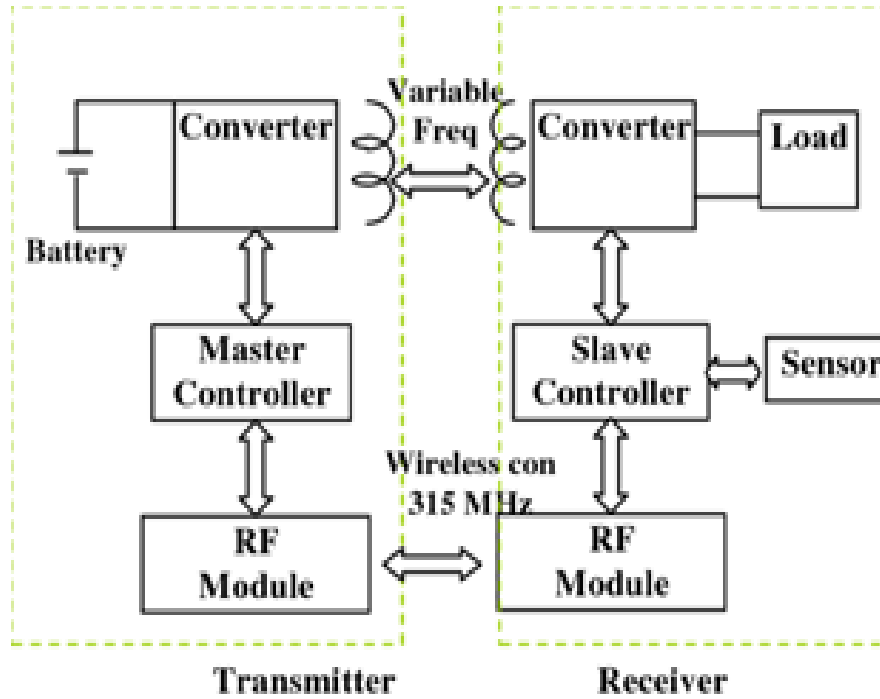 Variable
Freq
Converter
Converter
Load
Battery
Master
Controller
Slave
Controller
Sensor
Wireless con
315 MHz
RF
Module
RF
Module
Transmitter
Receiver